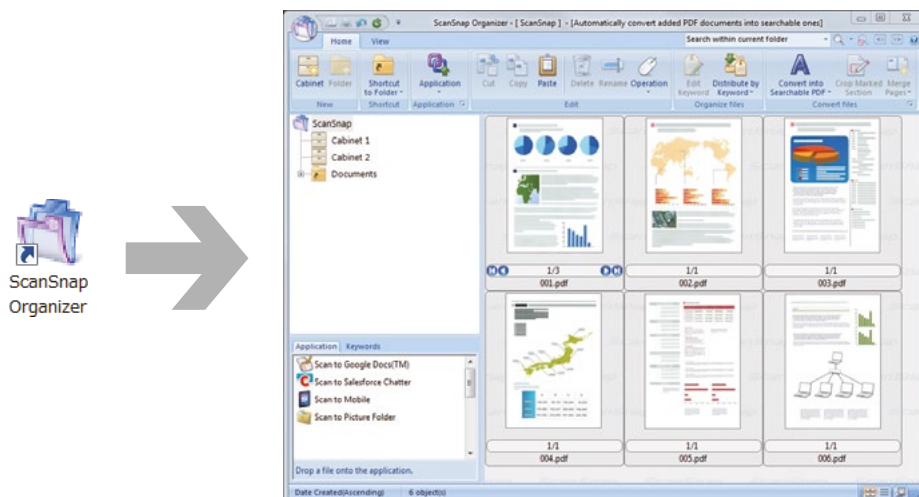 ScanSnap
Organizer
ScanSnap Organizer - [ ScanSnap ] - [Automatically convert added PDF documents into searchable ones]
Home View
Search within current folder
Cabinet Folder
Shortcut
to Folder
Application
Cut Copy Paste
Delete Rename Operation
Edit
Keyword
Distribute by
Keyword
Convert into
Searchable PDF
Crop Marked
Section
Merge
Pages
New Shortcut Application Edit Organize files Convert files
ScanSnap
Cabinet 1
Cabinet 2
Documents
1/3 1/1 1/1
001.pdf 002.pdf 003.pdf
Application Keywords
Scan to Google Docs(TM)
Scan to Salesforce Chatter
Scan to Mobile
Scan to Picture Folder
1/1 1/1 1/1
004.pdf 005.pdf 006.pdf
Drop a file onto the application.
Date Created(Ascending) 6 object(s)